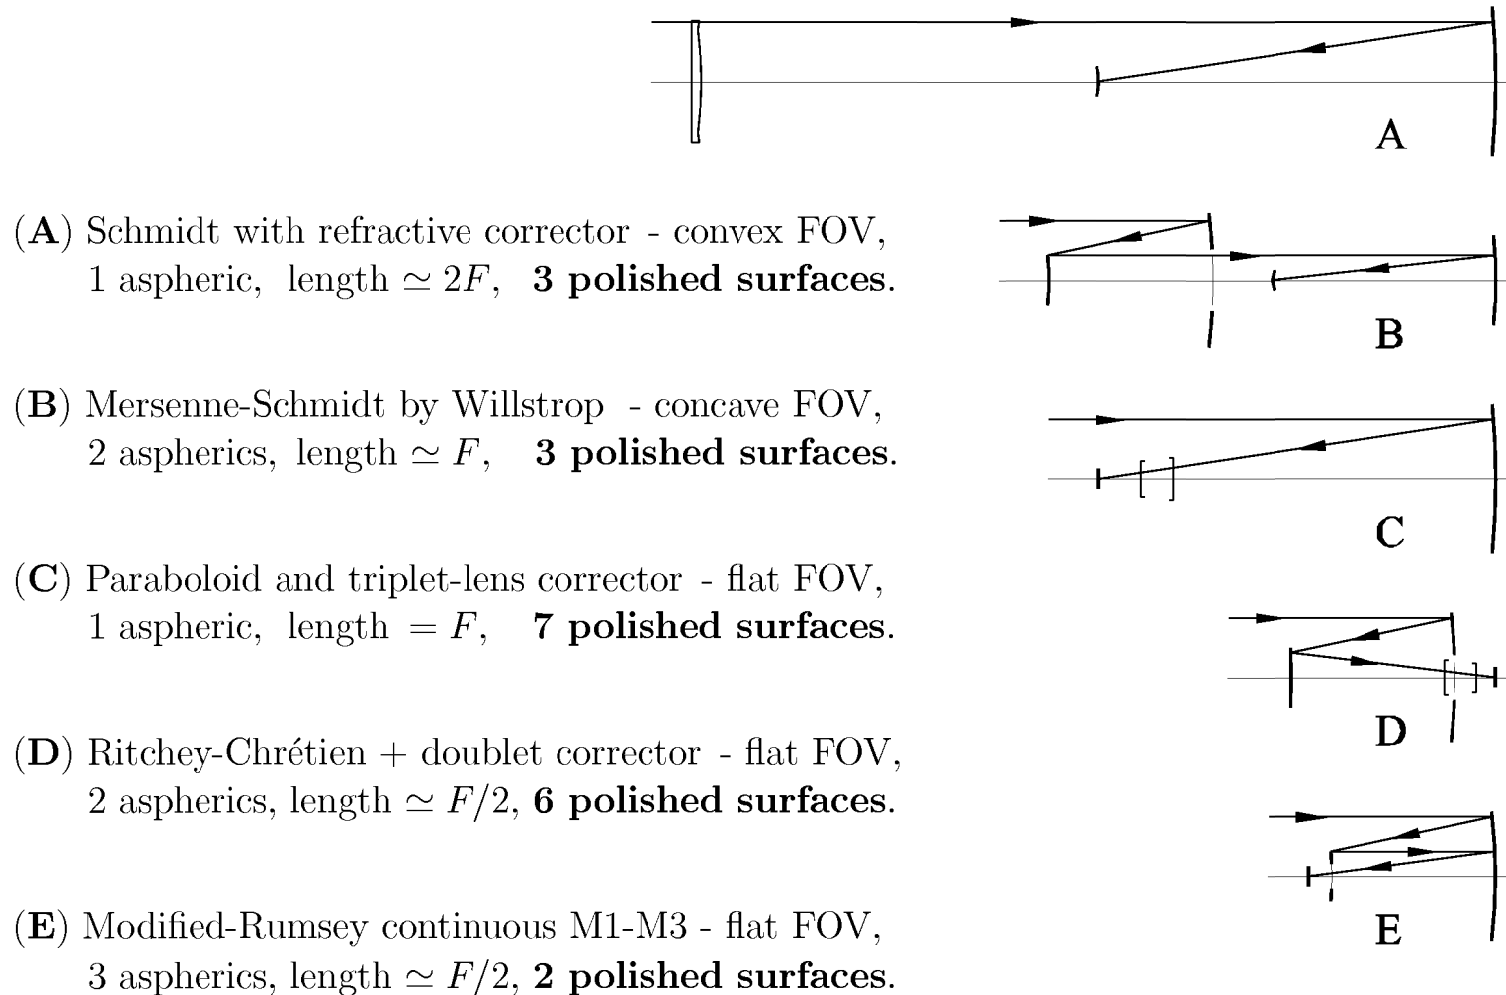 A
(A) Schmidt with refractive corrector - convex FOV,
1 aspheric, length ≃ 2F, 3 polished surfaces.
B
(B) Mersenne-Schmidt by Willstrop - concave FOV,
2 aspherics, length ≃ F, 3 polished surfaces.
C
(C) Paraboloid and triplet-lens corrector - flat FOV,
1 aspheric, length = F, 7 polished surfaces.
D
(D) Ritchey-Chrétien + doublet corrector - flat FOV,
2 aspherics, length ≃ F/2, 6 polished surfaces.
E
(E) Modified-Rumsey continuous M1-M3 - flat FOV,
3 aspherics, length ≃ F/2, 2 polished surfaces.